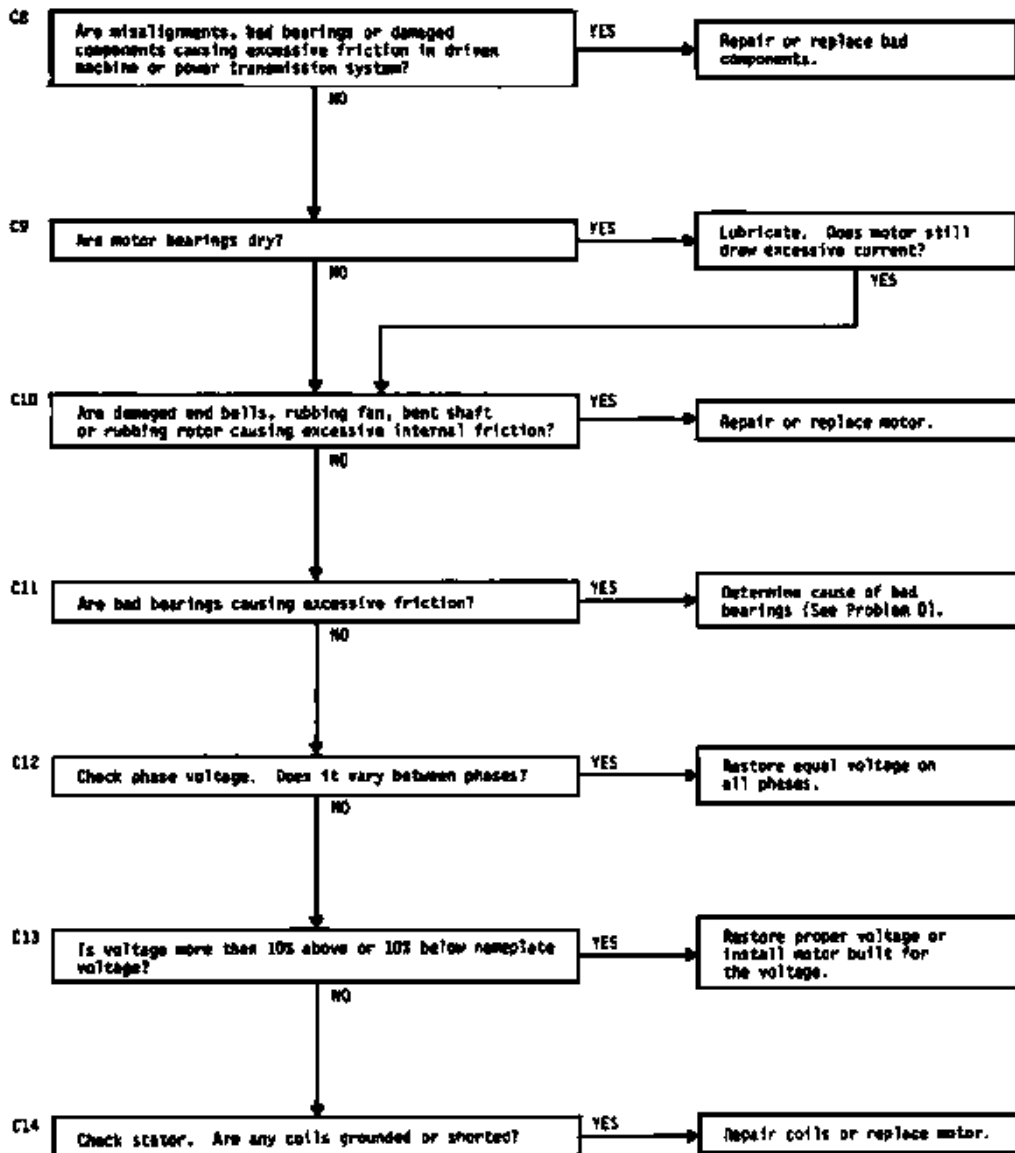 C8
Are misalignments, bad bearings or damaged
components causing excessive friction in driven
machine or power transmission system?
YES
Repair or replace bad
components.
NO
C9
Are motor bearings dry?
YES
Lubricate. Does motor still
draw excessive current?
NO
YES
C10
Are damaged end bells, rubbing fan, bent shaft
or rubbing rotor causing excessive internal friction?
YES
Repair or replace motor.
NO
C11
Are bad bearings causing excessive friction?
YES
Determine cause of bad
bearings (See Problem D).
NO
C12
Check phase voltage. Does it vary between phases?
YES
Restore equal voltage on
all phases.
NO
C13
Is voltage more than 10% above or 10% below nameplate
voltage?
YES
Restore proper voltage or
install motor built for
the voltage.
NO
C14
Check stator. Are any coils grounded or shorted?
YES
Repair coils or replace motor.